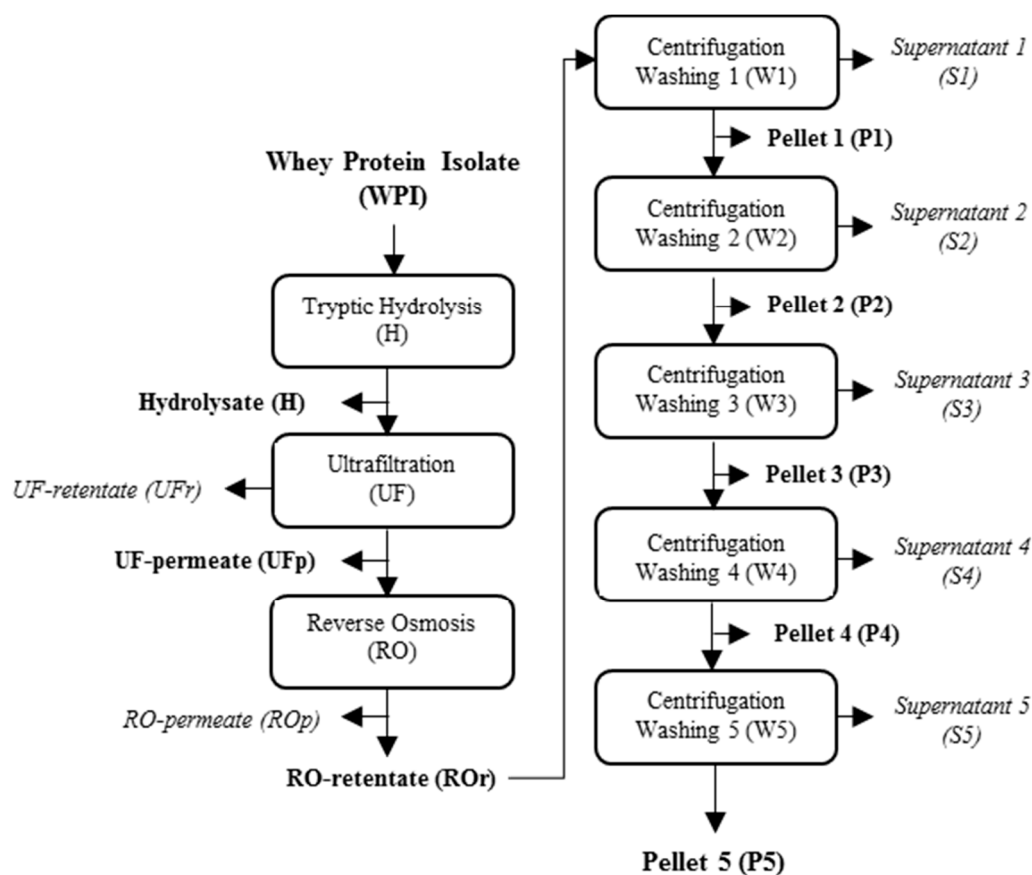 Whey Protein Isolate
(WPI)
Tryptic Hydrolysis
(H)
Hydrolysate (H)
Ultrafiltration
(UF)
UF-retentate (UFr)
UF-permeate (UFp)
Reverse Osmosis
(RO)
RO-permeate (ROp)
RO-retentate (ROr)
Centrifugation
Washing 1 (W1)
Supernatant 1
(S1)
Pellet 1 (P1)
Centrifugation
Washing 2 (W2)
Supernatant 2
(S2)
Pellet 2 (P2)
Centrifugation
Washing 3 (W3)
Supernatant 3
(S3)
Pellet 3 (P3)
Centrifugation
Washing 4 (W4)
Supernatant 4
(S4)
Pellet 4 (P4)
Centrifugation
Washing 5 (W5)
Supernatant 5
(S5)
Pellet 5 (P5)